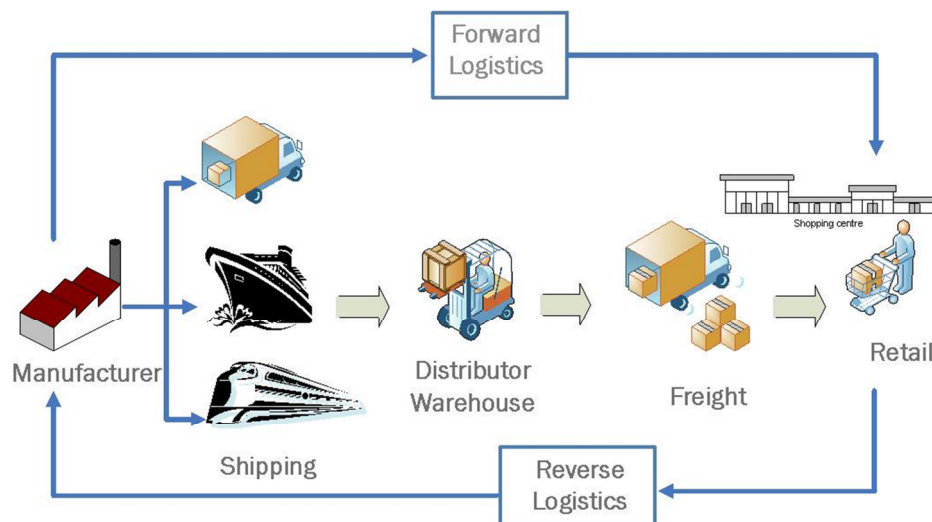 Forward
Logistics
Shopping centre
Manufacturer
Distributor
Warehouse
Freight
Retail
Shipping
Reverse
Logistics